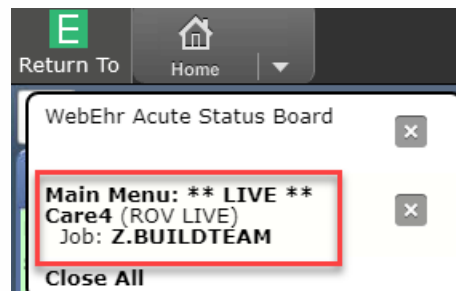 E
Return To
Home
WebEhr Acute Status Board
Main Menu: ** LIVE **
Care4 (ROV LIVE)
Job: Z.BUILDTEAM
Close All